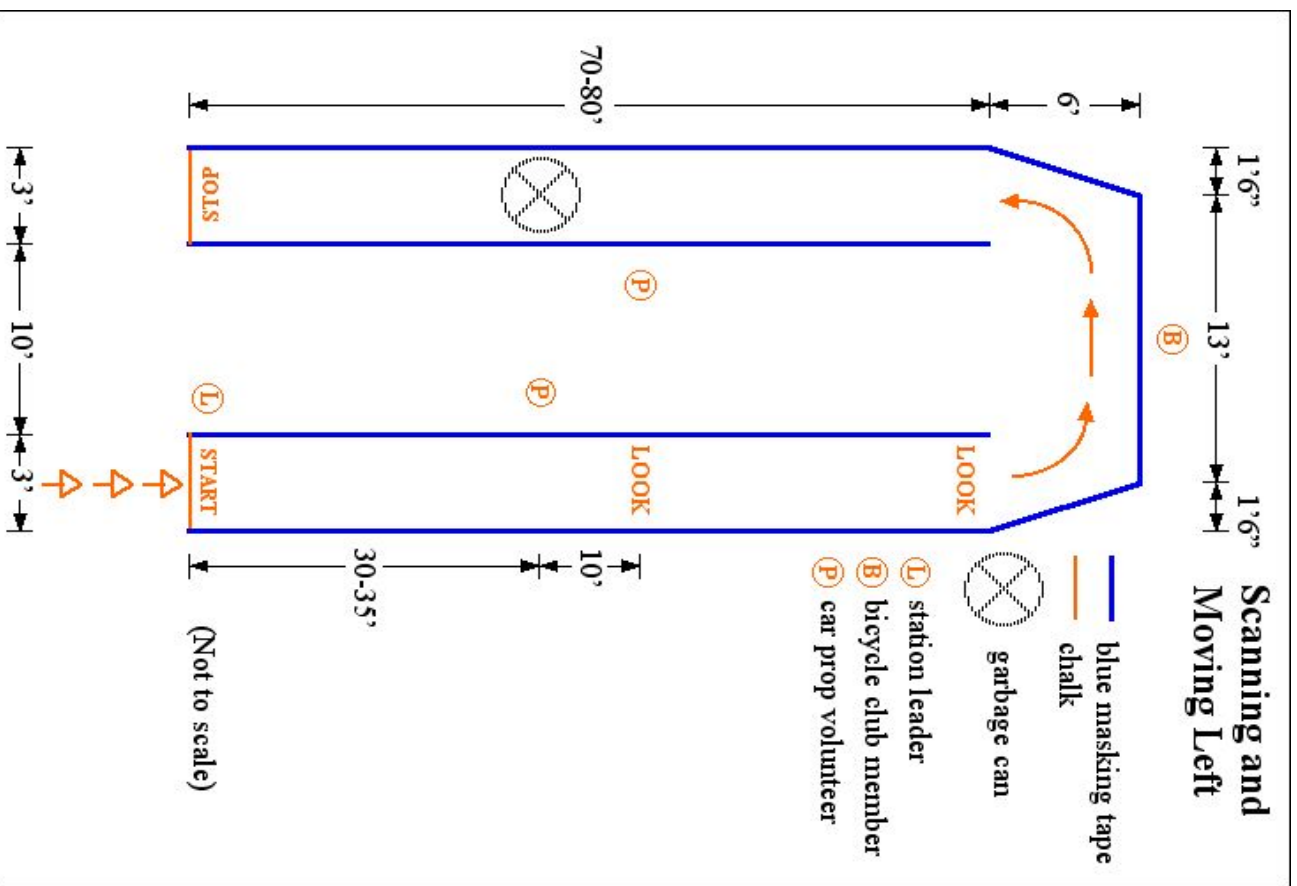 Scanning and
Moving Left
1'6”
13'
1'6”
6'
B
blue masking tape
chalk
garbage can
L station leader
B bicycle club member
P car prop volunteer
LOOK
LOOK
P
10'
70-80'
P
30-35'
STOP
L
START
(Not to scale)
3'
10'
3'